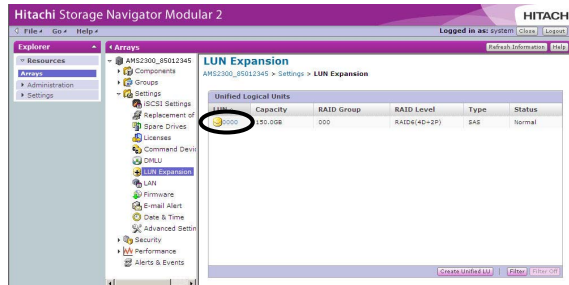 Hitachi Storage Navigator Modular 2
HITACH
File Go Help
Logged in as: system Close Logout
Explorer
Arrays
Refresh Information Help
Resources
Arrays
Administration
Settings
AMS2300_85012345
Components
Groups
Settings
iSCSI Settings
Replacement of
Spare Drives
Licenses
Command Devic
DMLU
LUN Expansion
LAN
Firmware
E-mail Alert
Date & Time
Advanced Settin
Security
Performance
Alerts & Events
LUN Expansion
AMS2300_85012345 > Settings > LUN Expansion
Unified Logical Units
LUN Capacity RAID Group RAID Level Type Status
0000 150.0GB 000 RAID6(4D+2P) SAS Normal
Create Unified LU Filter Filter Off